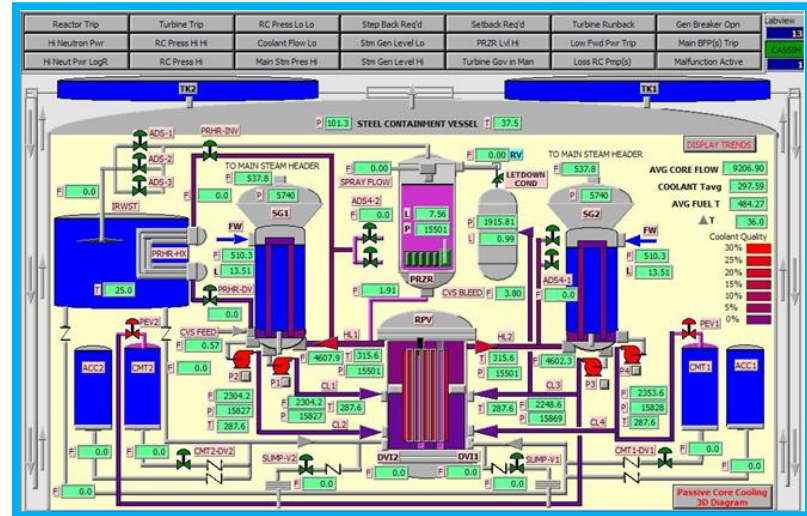 Reactor Trip Turbine Trip RC Press Lo Lo Step Back Req'd Setback Req'd Turbine Runback Gen Breaker Opn Labview
13
Hi Neutron Pwr RC Press Hi Hi Coolant Flow Lo Stm Gen Level Lo PRZR Lvl Hi Low Fwd Pwr Trip Main BFP(s) Trip CASSIM
Hi Neut Pwr LogR RC Press Hi Main Stm Pres Hi Stm Gen Level Hi Turbine Gov in Man Loss RC Pmp(s) Malfunction Active 1
TK2 TK1
P 101.3 STEEL CONTAINMENT VESSEL T 37.5
ADS-1 PRHR-INV
DISPLAY TRENDS
ADS-2
ADS-3
TO MAIN STEAM HEADER F 0.00 F 0.00 RV TO MAIN STEAM HEADER
AVG CORE FLOW 9206.90
F 537.8 SPRAY FLOW LETDOWN COND F 537.8
COOLANT Tavg 297.59
F 0.0 F 0.0 P 5740 ADS4-2 P 5740
AVG FUEL T 484.27
IRWST SG1 F 0.0 L 7.56 P 1915.81 SG2
T 36.0
P 15501 L 0.99
Coolant Quality
FW FW
30%
25%
20%
15%
10%
5%
0%
PRHR-HX F 510.3 ADS4-1 F 510.3
L 13.51 F 0.0 L 13.51
T 25.0 PRHR-DV PRZR
F 1.91 CVS BLEED F 3.80
PEV2 CVS FEED RPV PEV1
F 0.57 HL1 HL2
F 0.0 F 4607.9 T 315.6 T 315.6 F 4602.3
P 15501 P 15501
ACC2 CMT2 P2 P1 P3 P4 CMT1 ACC1
CL1 CL3
F 2304.2 F 2304.2 T 287.6 T 287.6 F 2248.6 F 2353.6
P 15827 P 15827 P 15869 P 15828
T 287.6 CL2 CL4 T 287.6
F 0.0 F 0.0 CMT2-DV2 SUMP-V2 DVI2 DVI1 SUMP-V1 CMT1-DV1 F 0.0 F 0.0
F 0.0 F 0.0 F 0.0 F 0.0 F 0.0 F 0.0
Passive Core Cooling
3D Diagram